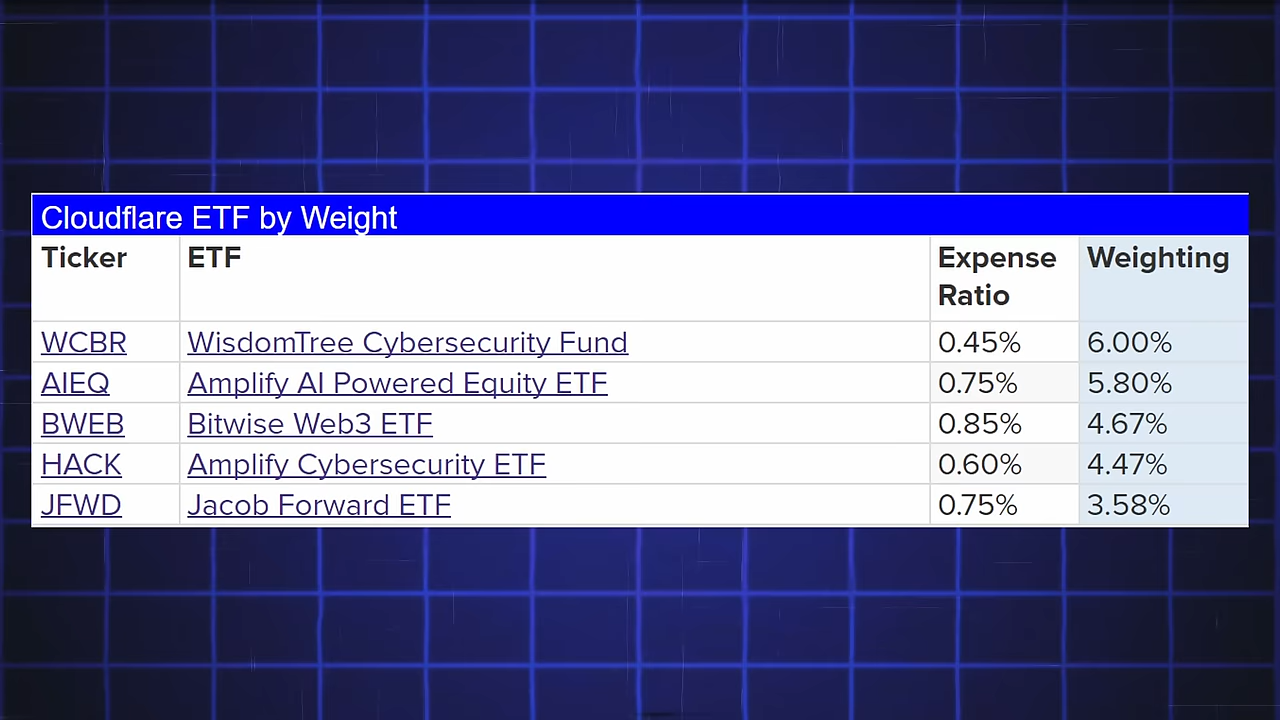 Cloudflare ETF by Weight
Ticker ETF Expense Ratio Weighting
WCBR WisdomTree Cybersecurity Fund 0.45% 6.00%
AIEQ Amplify AI Powered Equity ETF 0.75% 5.80%
BWEB Bitwise Web3 ETF 0.85% 4.67%
HACK Amplify Cybersecurity ETF 0.60% 4.47%
JFWD Jacob Forward ETF 0.75% 3.58%